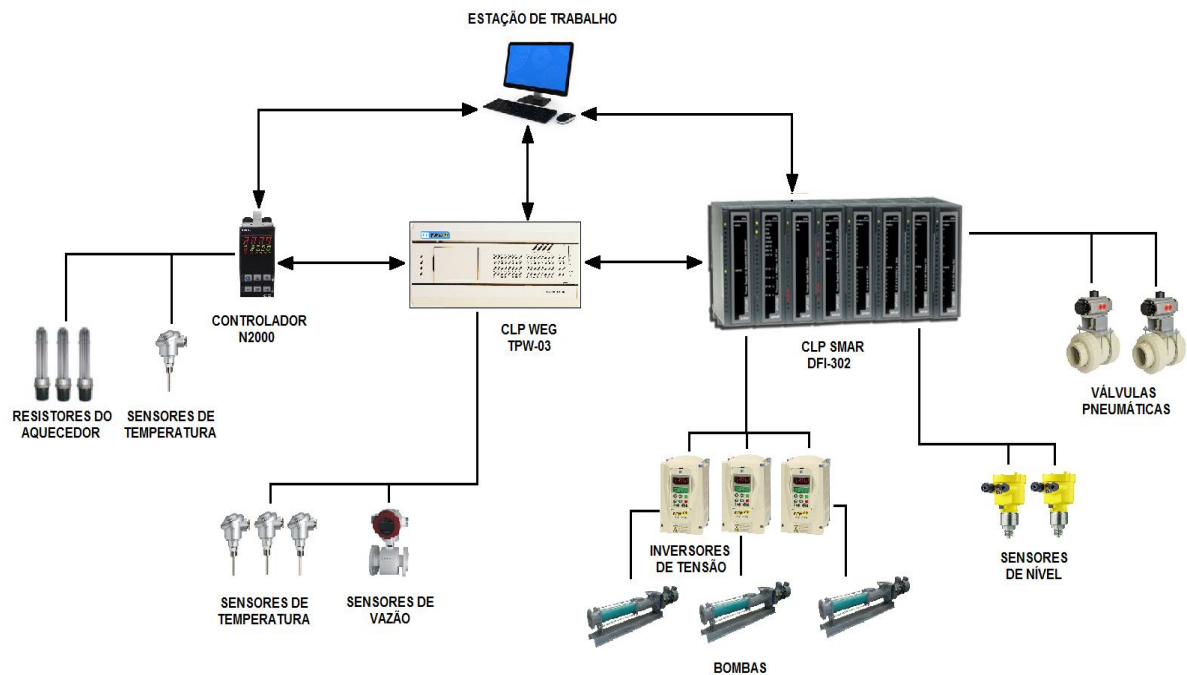 ESTAÇÃO DE TRABALHO
CONTROLADOR
N2000
CLP WEG
TPW-03
CLP SMAR
DFI-302
VÁLVULAS
PNEUMÁTICAS
RESISTORES DO
AQUECEDOR
SENSORES DE
TEMPERATURA
SENSORES DE
TEMPERATURA
SENSORES DE
VAZÃO
INVERSORES
DE TENSÃO
SENSORES
DE NÍVEL
BOMBAS